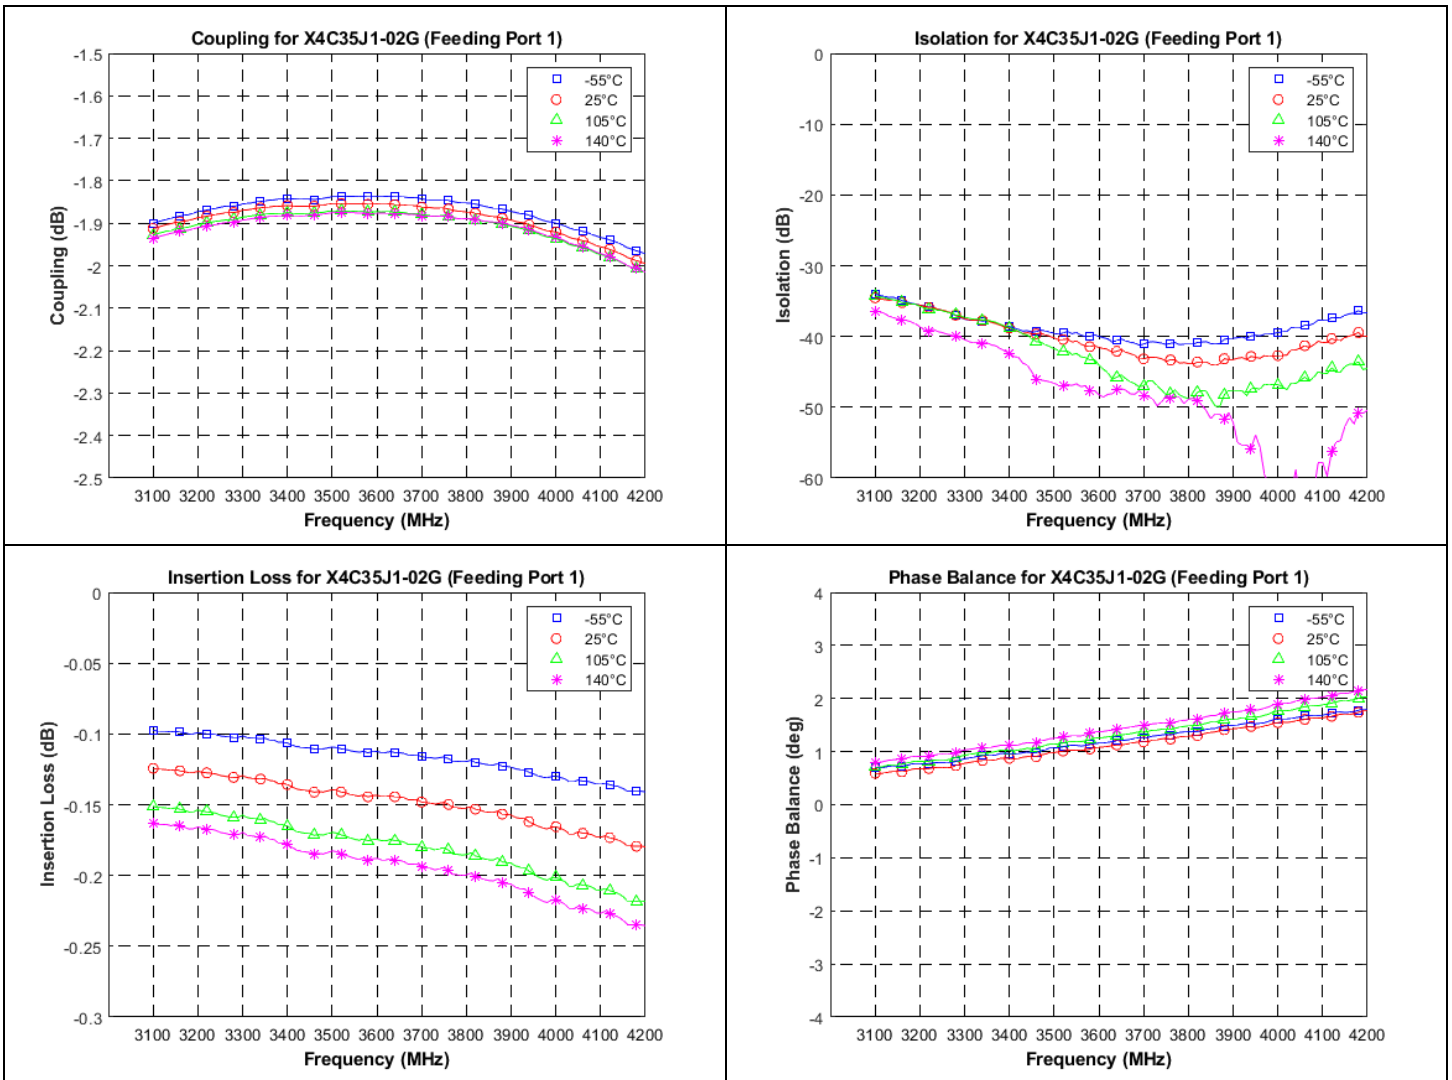 Coupling for X4C35J1-02G (Feeding Port 1)
-1.5
-1.6
-1.7
-1.8
-1.9
-2
-2.1
-2.2
-2.3
-2.4
-2.5
Coupling (dB)
-55°C
25°C
105°C
140°C
3100 3200 3300 3400 3500 3600 3700 3800 3900 4000 4100 4200
Frequency (MHz)
Isolation for X4C35J1-02G (Feeding Port 1)
0
-10
-20
-30
-40
-50
-60
Isolation (dB)
-55°C
25°C
105°C
140°C
3100 3200 3300 3400 3500 3600 3700 3800 3900 4000 4100 4200
Frequency (MHz)
Insertion Loss for X4C35J1-02G (Feeding Port 1)
0
-0.05
-0.1
-0.15
-0.2
-0.25
-0.3
Insertion Loss (dB)
-55°C
25°C
105°C
140°C
3100 3200 3300 3400 3500 3600 3700 3800 3900 4000 4100 4200
Frequency (MHz)
Phase Balance for X4C35J1-02G (Feeding Port 1)
4
3
2
1
0
-1
-2
-3
-4
Phase Balance (deg)
-55°C
25°C
105°C
140°C
3100 3200 3300 3400 3500 3600 3700 3800 3900 4000 4100 4200
Frequency (MHz)